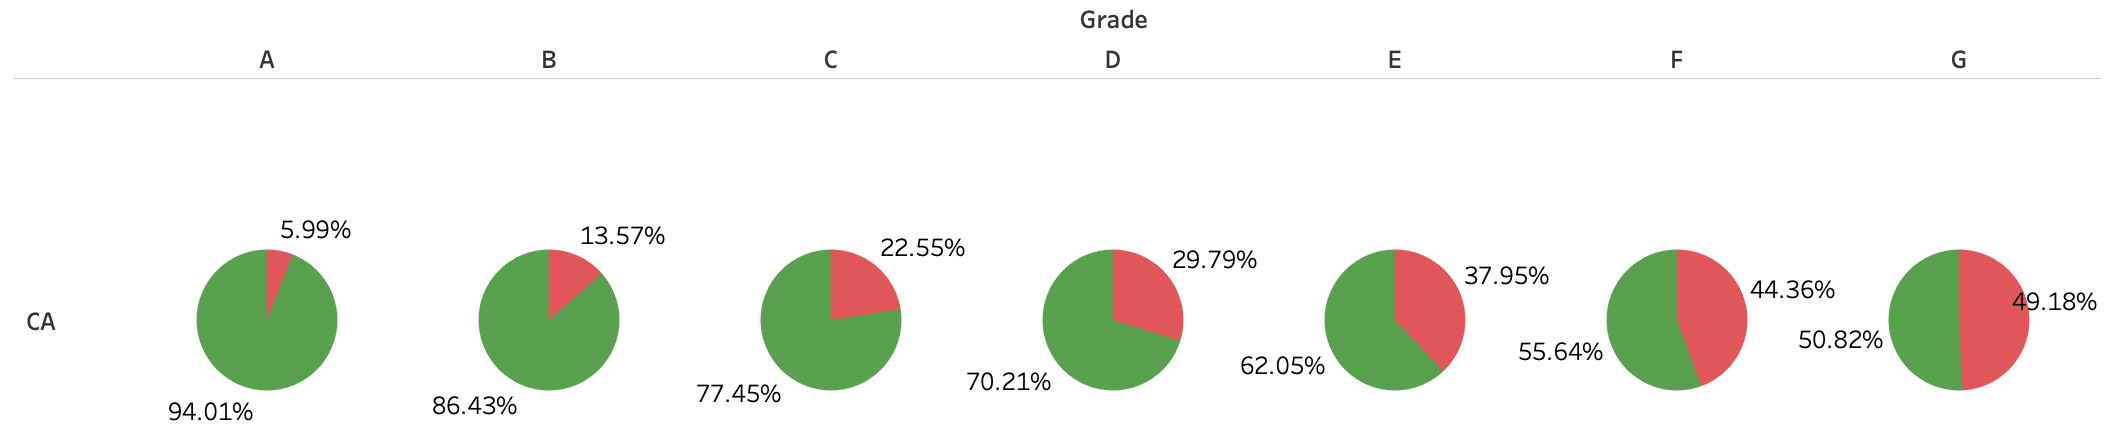 Grade
A B C D E F G
CA
5.99% 13.57% 22.55% 29.79% 37.95% 44.36% 49.18%
94.01% 86.43% 77.45% 70.21% 62.05% 55.64% 50.82%